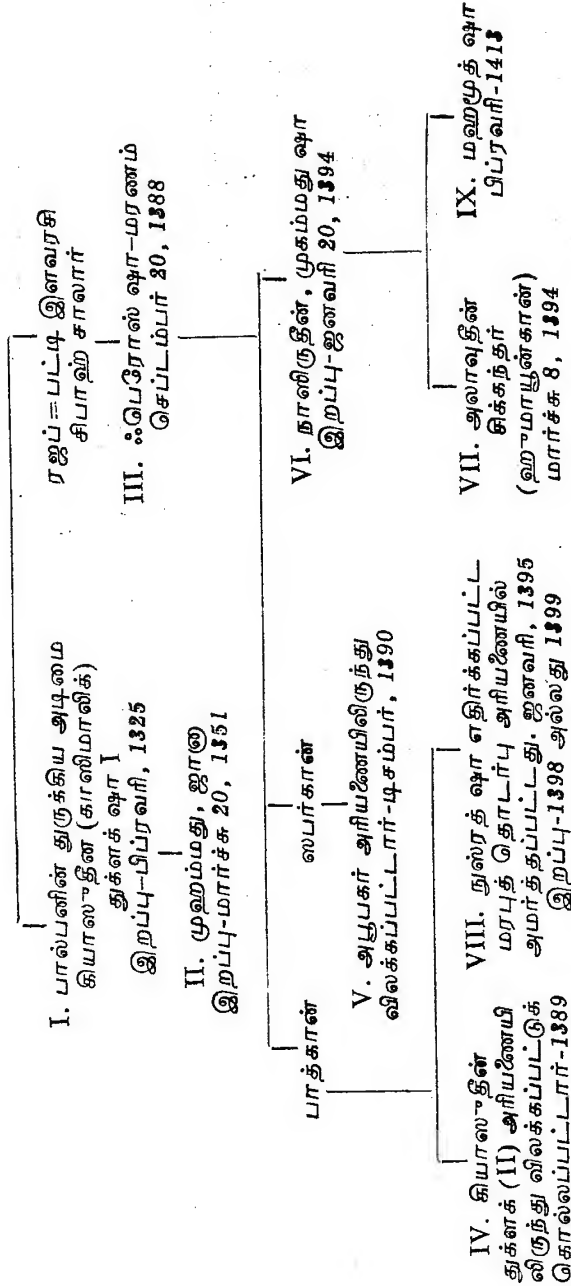 I. பால்பனின் துருக்கிய அடிமை
கியாஸுதீன் (காஸிமாலிக்)
துக்ளக் ஷா I
இறப்பு-பிப்ரவரி, 1325
ரஜப்=பட்டி இளவரசி
சிபாஹ் சாலார்
II. முஹம்மது, ஜானு
இறப்பு-மார்ச்சு 20, 1351
III. ஃபெரோஸ் ஷா-மரணம்
செப்டம்பர் 20, 1388
பாத்கான்
ஸபர்கான்
VI. நாஸிருதீன், முகம்மது ஷா
இறப்பு-ஜனவரி 20, 1394
V. அபூபகர் அரியணையிலிருந்து
விலக்கப்பட்டார்-டிசம்பர், 1390
IV. கியாஸுதீன்
துக்ளக் (II) அரியணையி
லிருந்து விலக்கப்பட்டுக்
கொல்லப்பட்டார்-1389
VIII. நுஸ்ரத் ஷா எதிர்க்கப்பட்ட
மரபுத் தொடர்பு அரியணையில்
அமர்த்தப்பட்டது. ஜனவரி, 1395
இறப்பு-1398 அல்லது 1399
VII. அலாவுதீன்
சிக்கந்தர்
(ஹுமாயூன்கான்)
மார்ச்சு 8, 1394
IX. மஹமூத் ஷா
பிப்ரவரி-1413